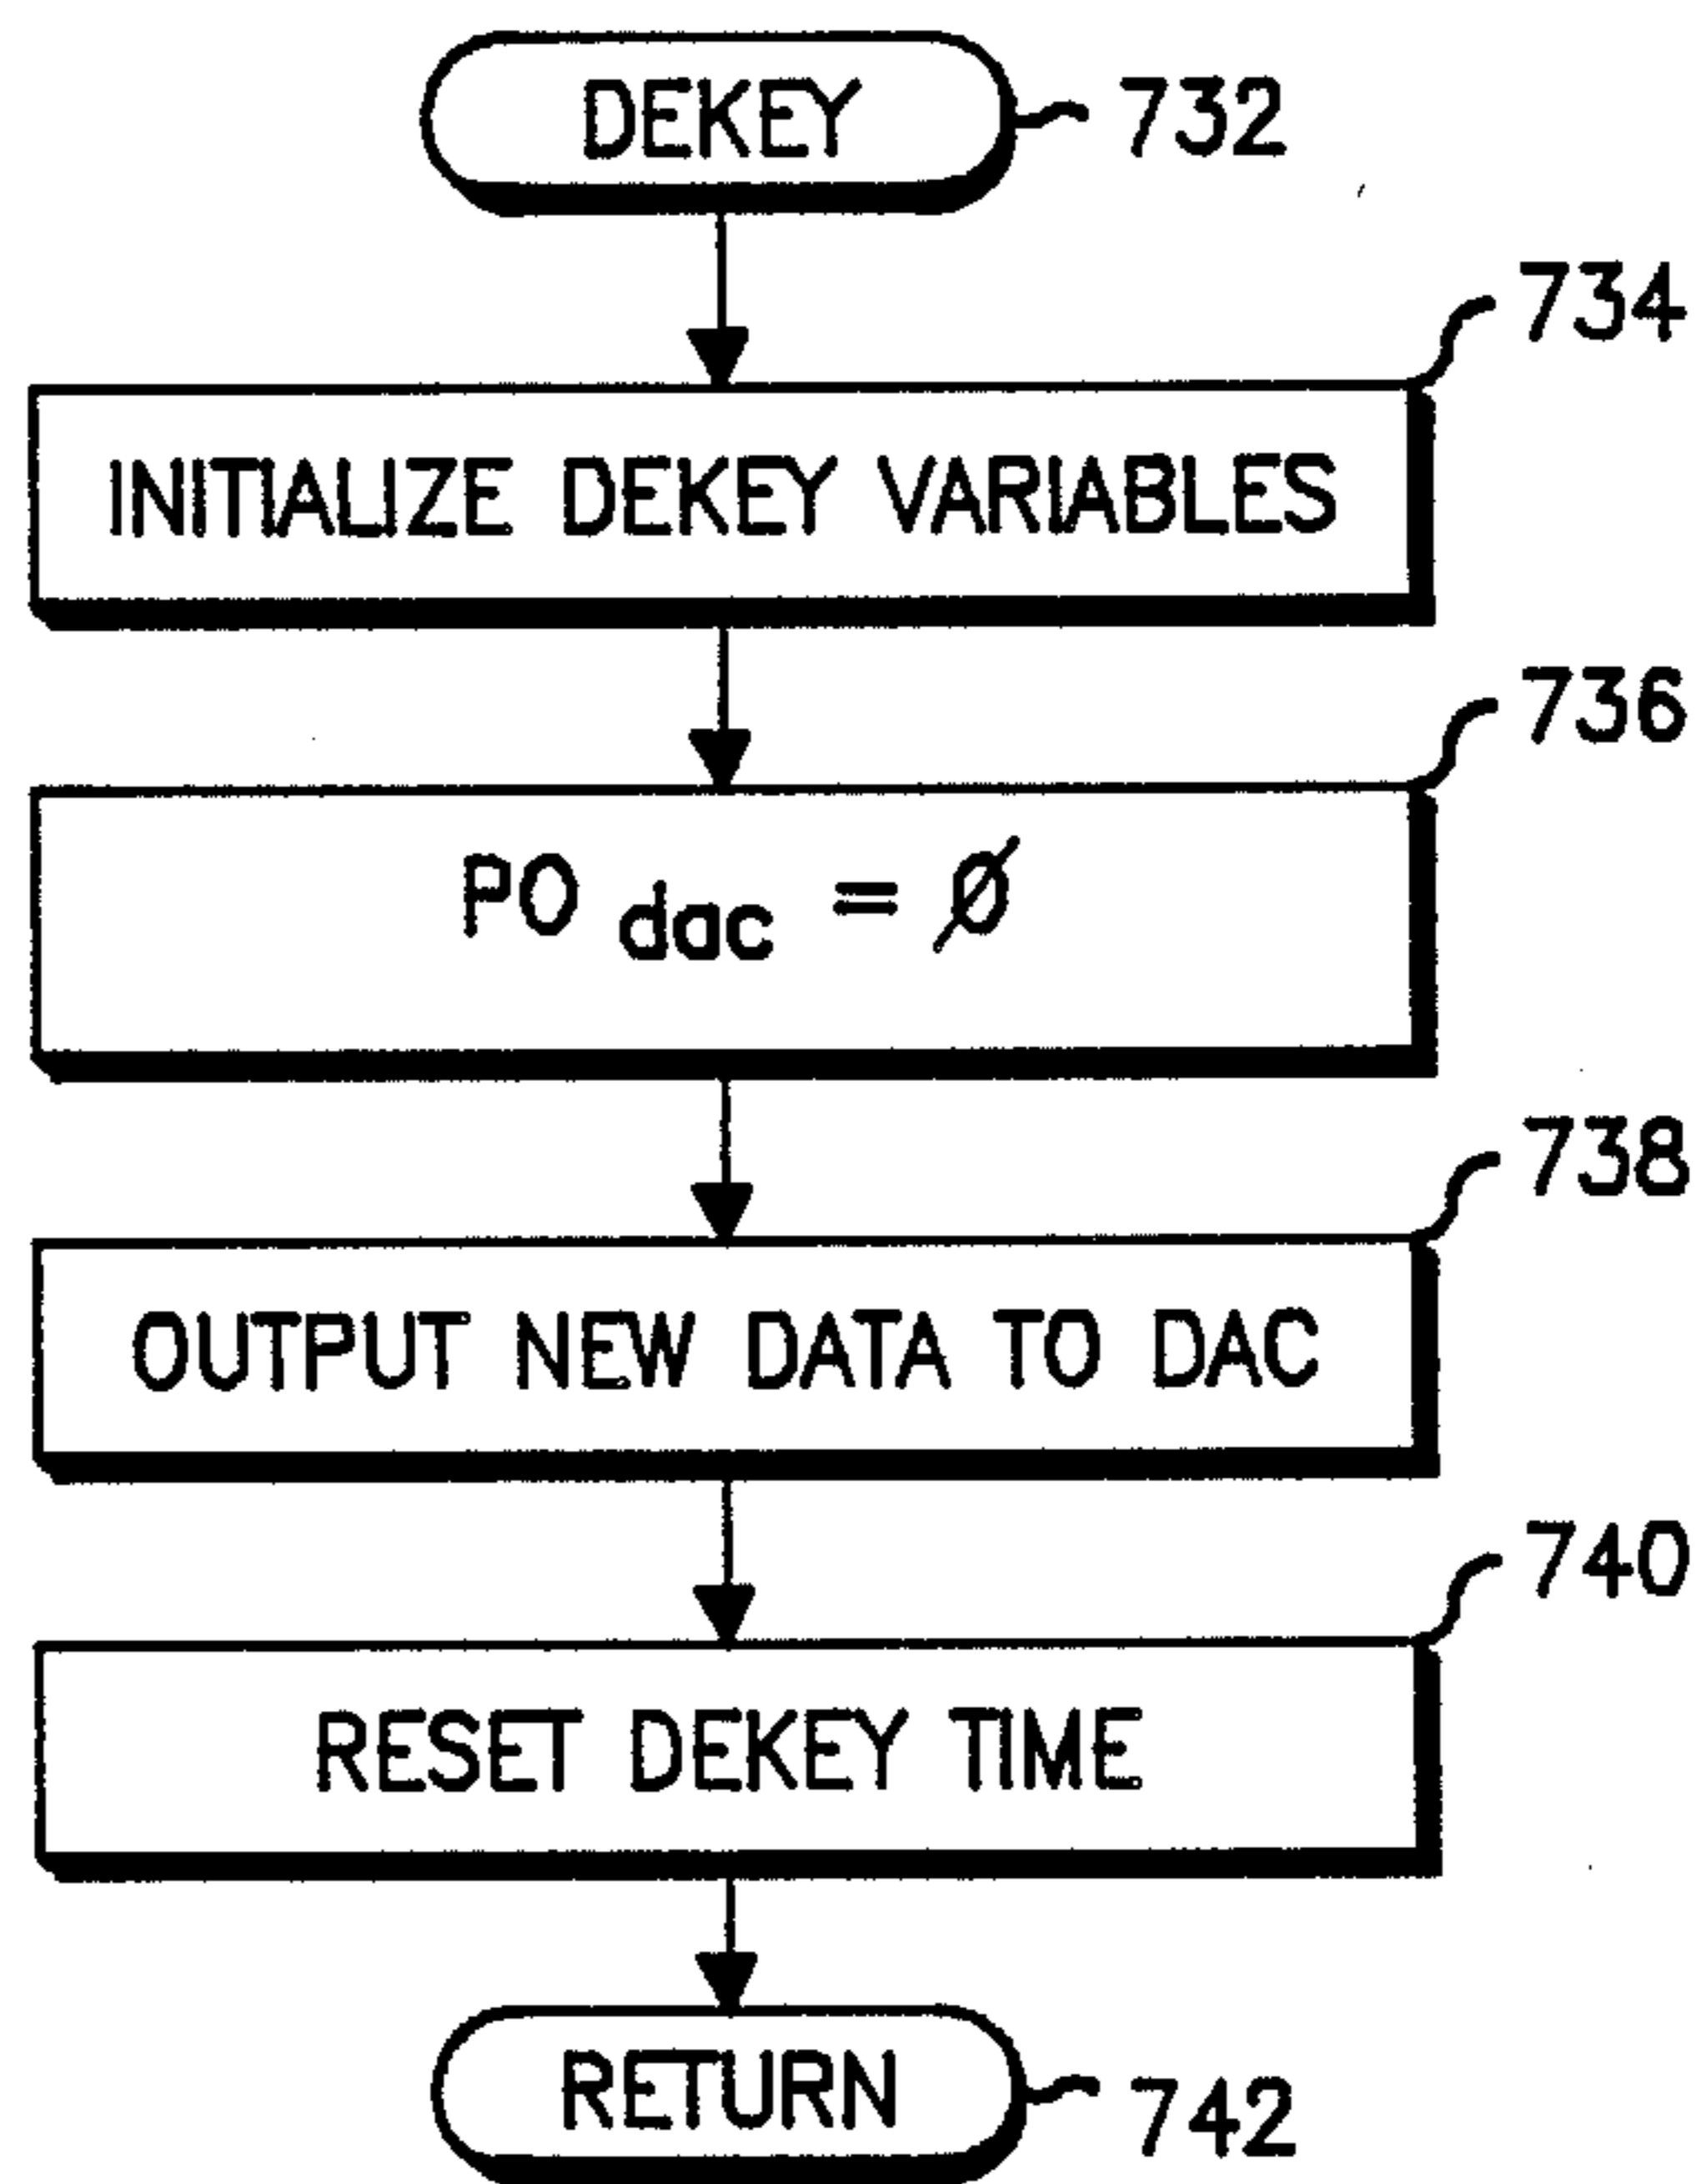 DEKEY 732
734
INITIALIZE DEKEY VARIABLES
736
PO dac = Ø
738
OUTPUT NEW DATA TO DAC
740
RESET DEKEY TIME
RETURN 742